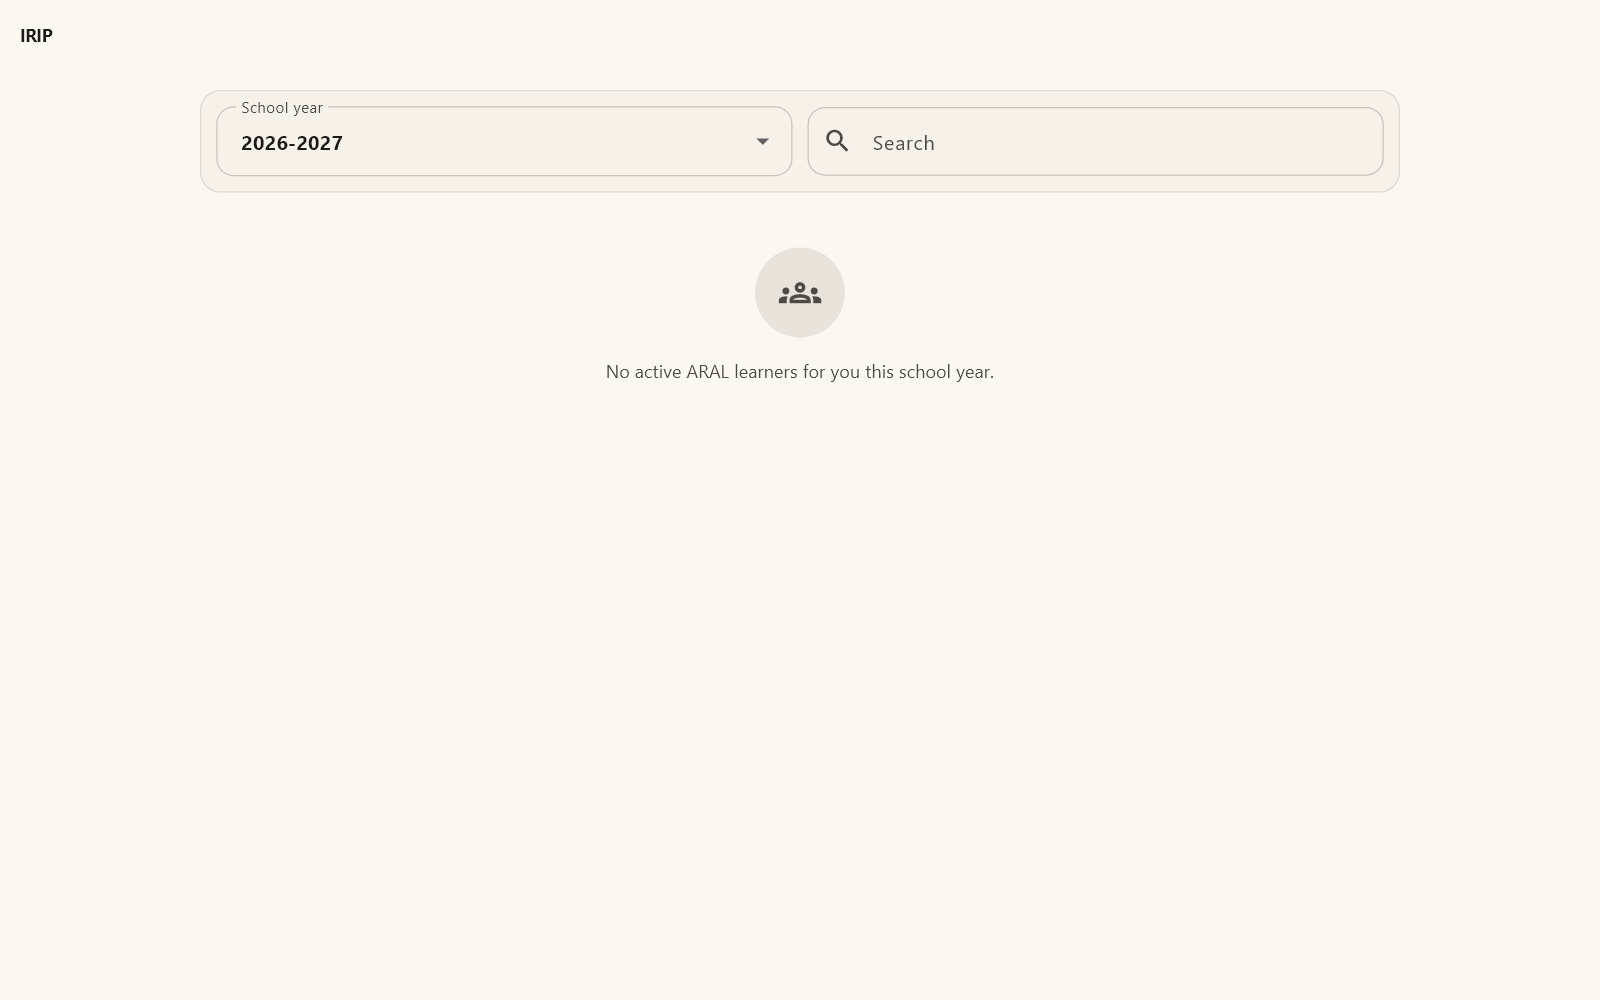 IRIP
School year
2026-2027
Search
No active ARAL learners for you this school year.